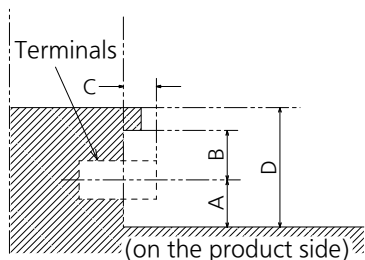 Terminals
C
B
D
A
(on the product side)